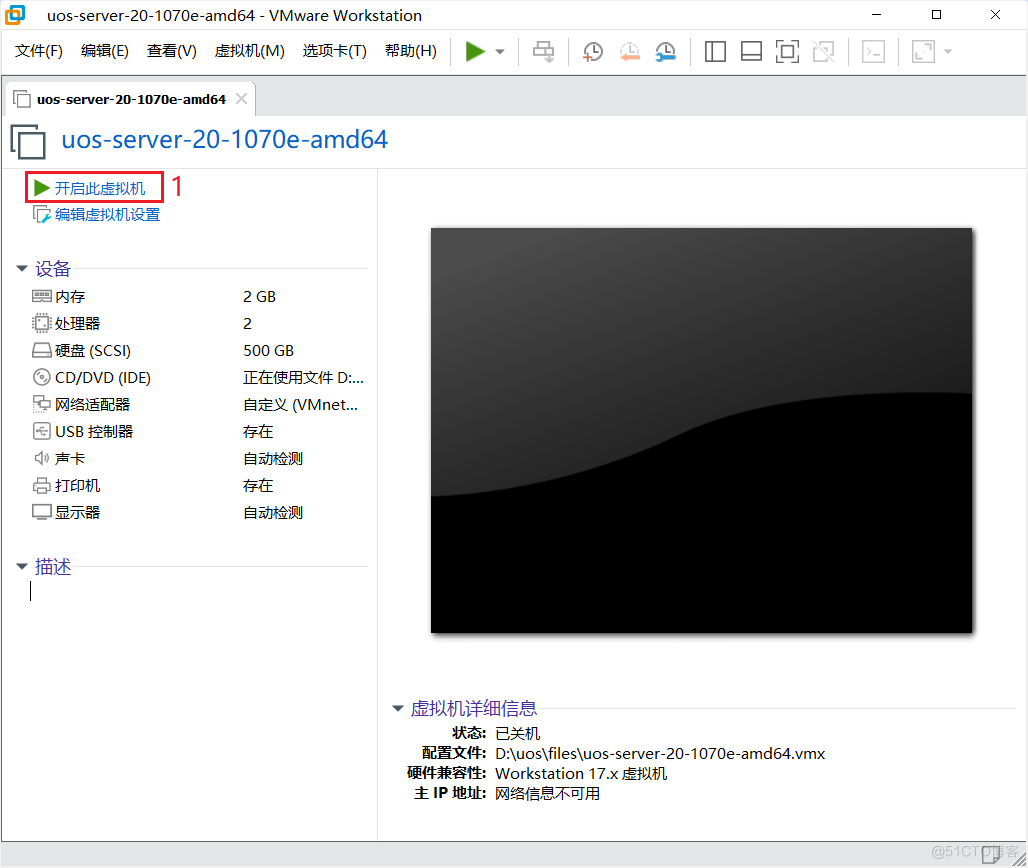 uos-server-20-1070e-amd64 - VMware Workstation
文件(F) 编辑(E) 查看(V) 虚拟机(M) 选项卡(T) 帮助(H)
uos-server-20-1070e-amd64
uos-server-20-1070e-amd64
开启此虚拟机 1
编辑虚拟机设置
设备
内存 2 GB
处理器 2
硬盘 (SCSI) 500 GB
CD/DVD (IDE) 正在使用文件 D:...
网络适配器 自定义 (VMnet...
USB 控制器 存在
声卡 自动检测
打印机 存在
显示器 自动检测
描述
虚拟机详细信息
状态: 已关机
配置文件: D:\uos\files\uos-server-20-1070e-amd64.vmx
硬件兼容性: Workstation 17.x 虚拟机
主 IP 地址: 网络信息不可用
@51CTO博客